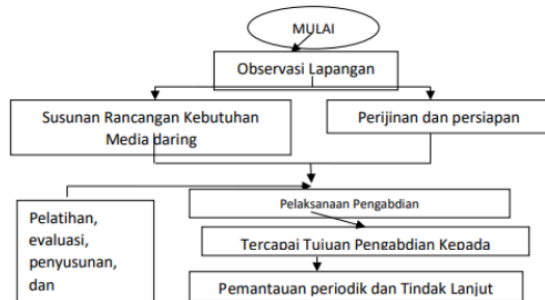 MULAI
Observasi Lapangan
Susunan Rancangan Kebutuhan
Media daring
Perijinan dan persiapan
Pelaksanaan Pengabdian
Pelatihan,
evaluasi,
penyusunan,
dan
Tercapai Tujuan Pengabdian Kepada
Pemantauan periodik dan Tindak Lanjut